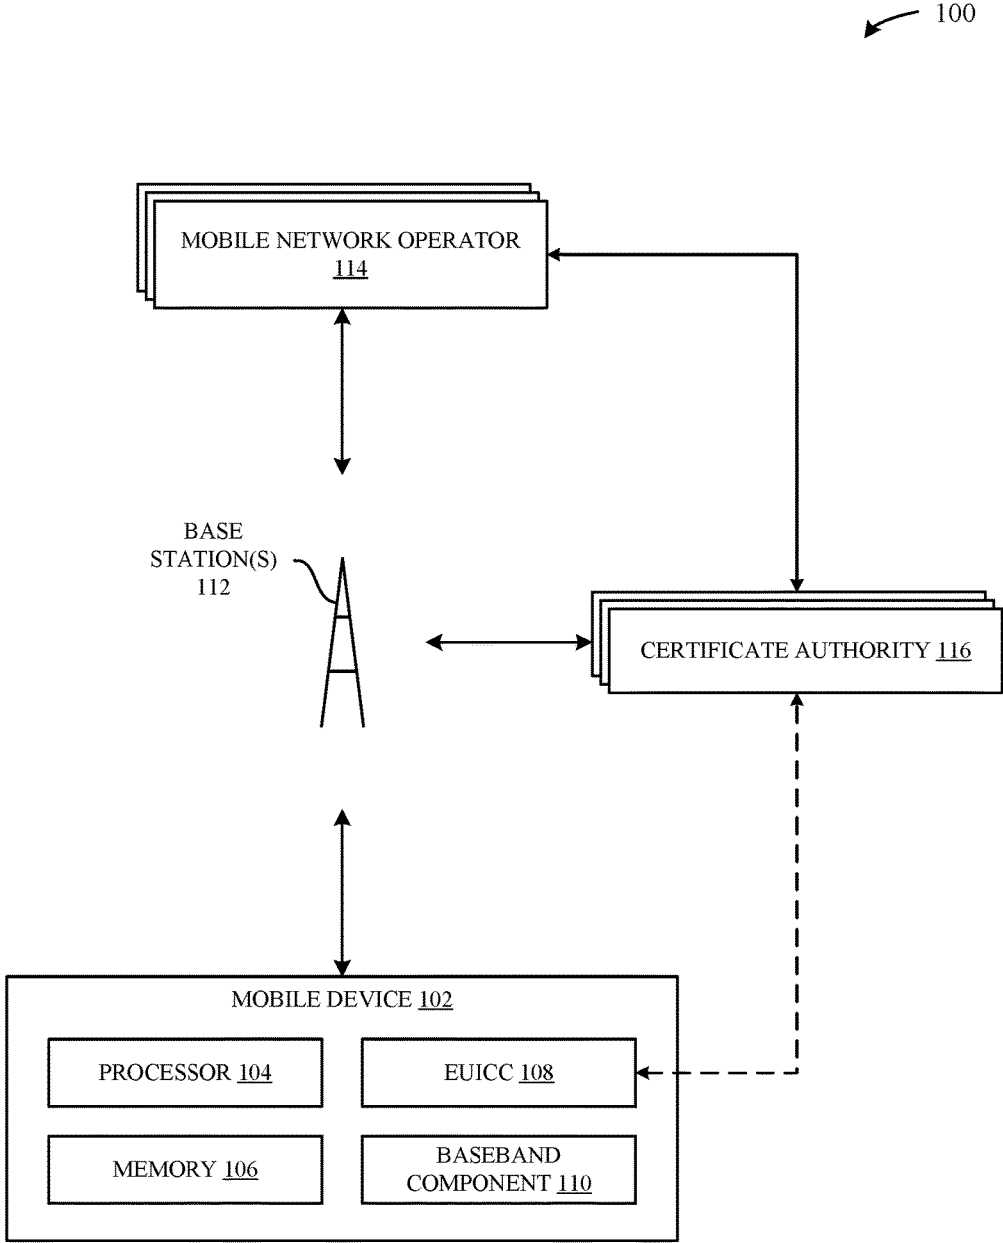 100
MOBILE NETWORK OPERATOR
114
BASE
STATION(S)
112
CERTIFICATE AUTHORITY 116
MOBILE DEVICE 102
PROCESSOR 104
EUICC 108
MEMORY 106
BASEBAND
COMPONENT 110